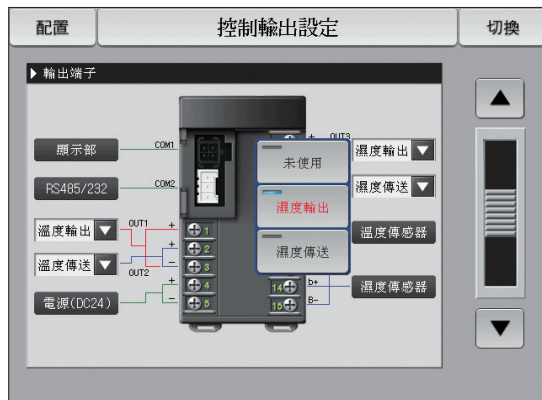 配置
控制輸出設定
切換
▶ 輸出端子
顯示部
COM1
RS485/232
COM2
溫度輸出 ▼
OUT1
+
1
溫度傳送 ▼
OUT2
+
2
-
3
電源(DC24)
+
4
-
5
+
OUT3
未使用
濕度輸出
濕度傳送
濕度輸出 ▼
濕度傳送 ▼
溫度傳感器
14
b+
15
B-
濕度傳感器
▲
▼